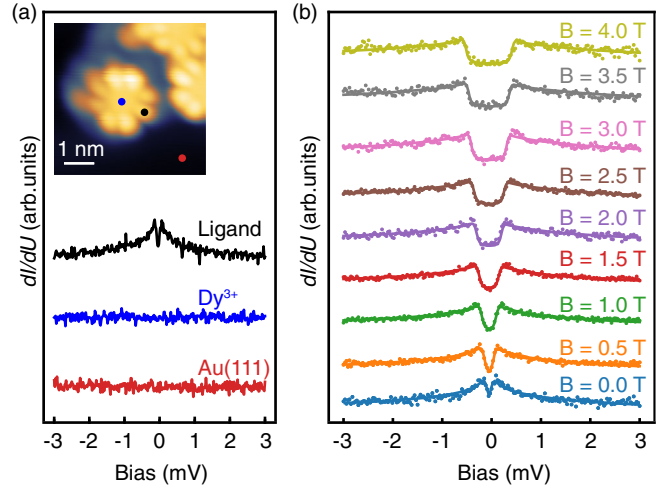 (a)
1 nm
Ligand
Dy³⁺
Au(111)
dI/dU (arb.units)
-3 -2 -1 0 1 2 3
Bias (mV)
(b)
B = 4.0 T
B = 3.5 T
B = 3.0 T
B = 2.5 T
B = 2.0 T
B = 1.5 T
B = 1.0 T
B = 0.5 T
B = 0.0 T
dI/dU (arb.units)
-3 -2 -1 0 1 2 3
Bias (mV)